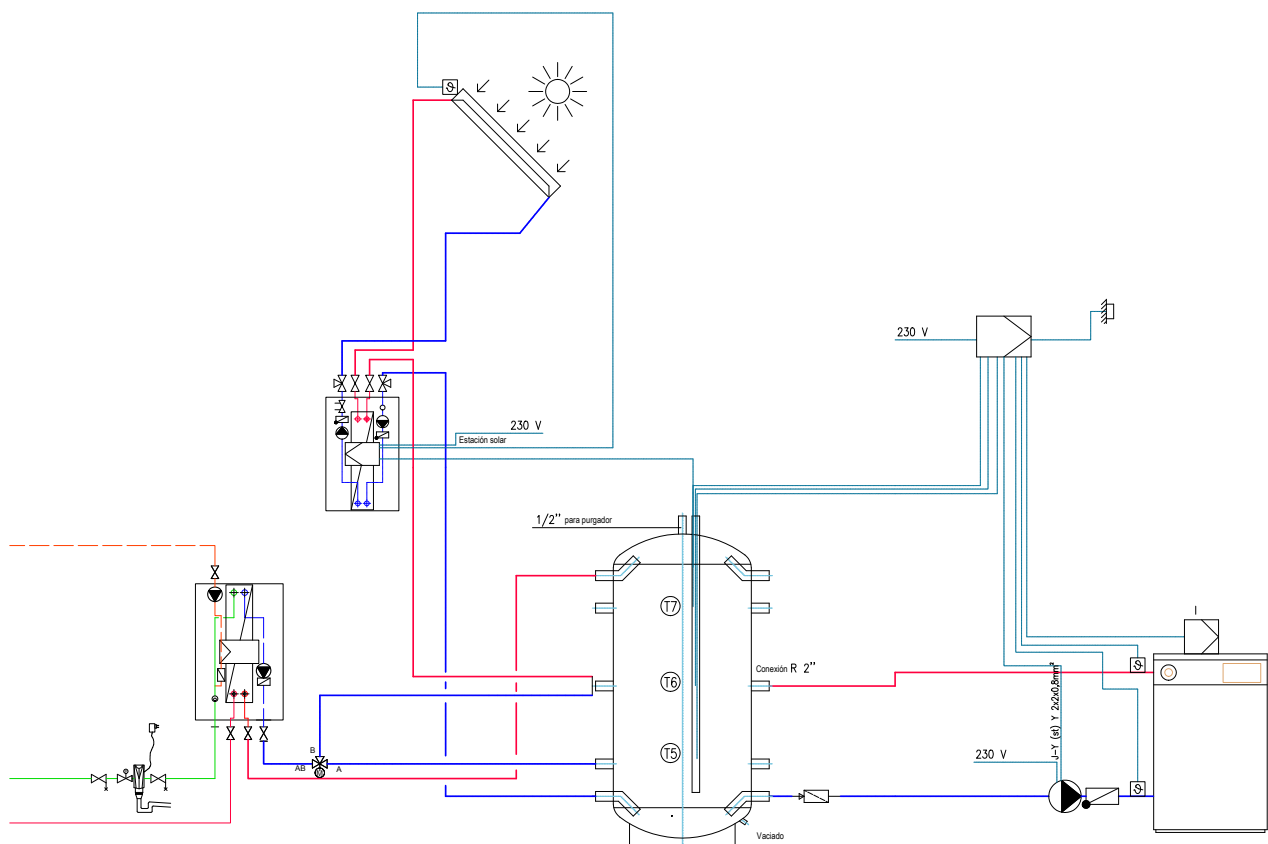 ϑ
230 V
230 V
Estación solar
1/2'' para purgador
T7
Conexión R 2''
T6
ϑ
J-Y (st) Y 2x2x0,8mm²
B
AB
A
M
T5
230 V
ϑ
Vaciado